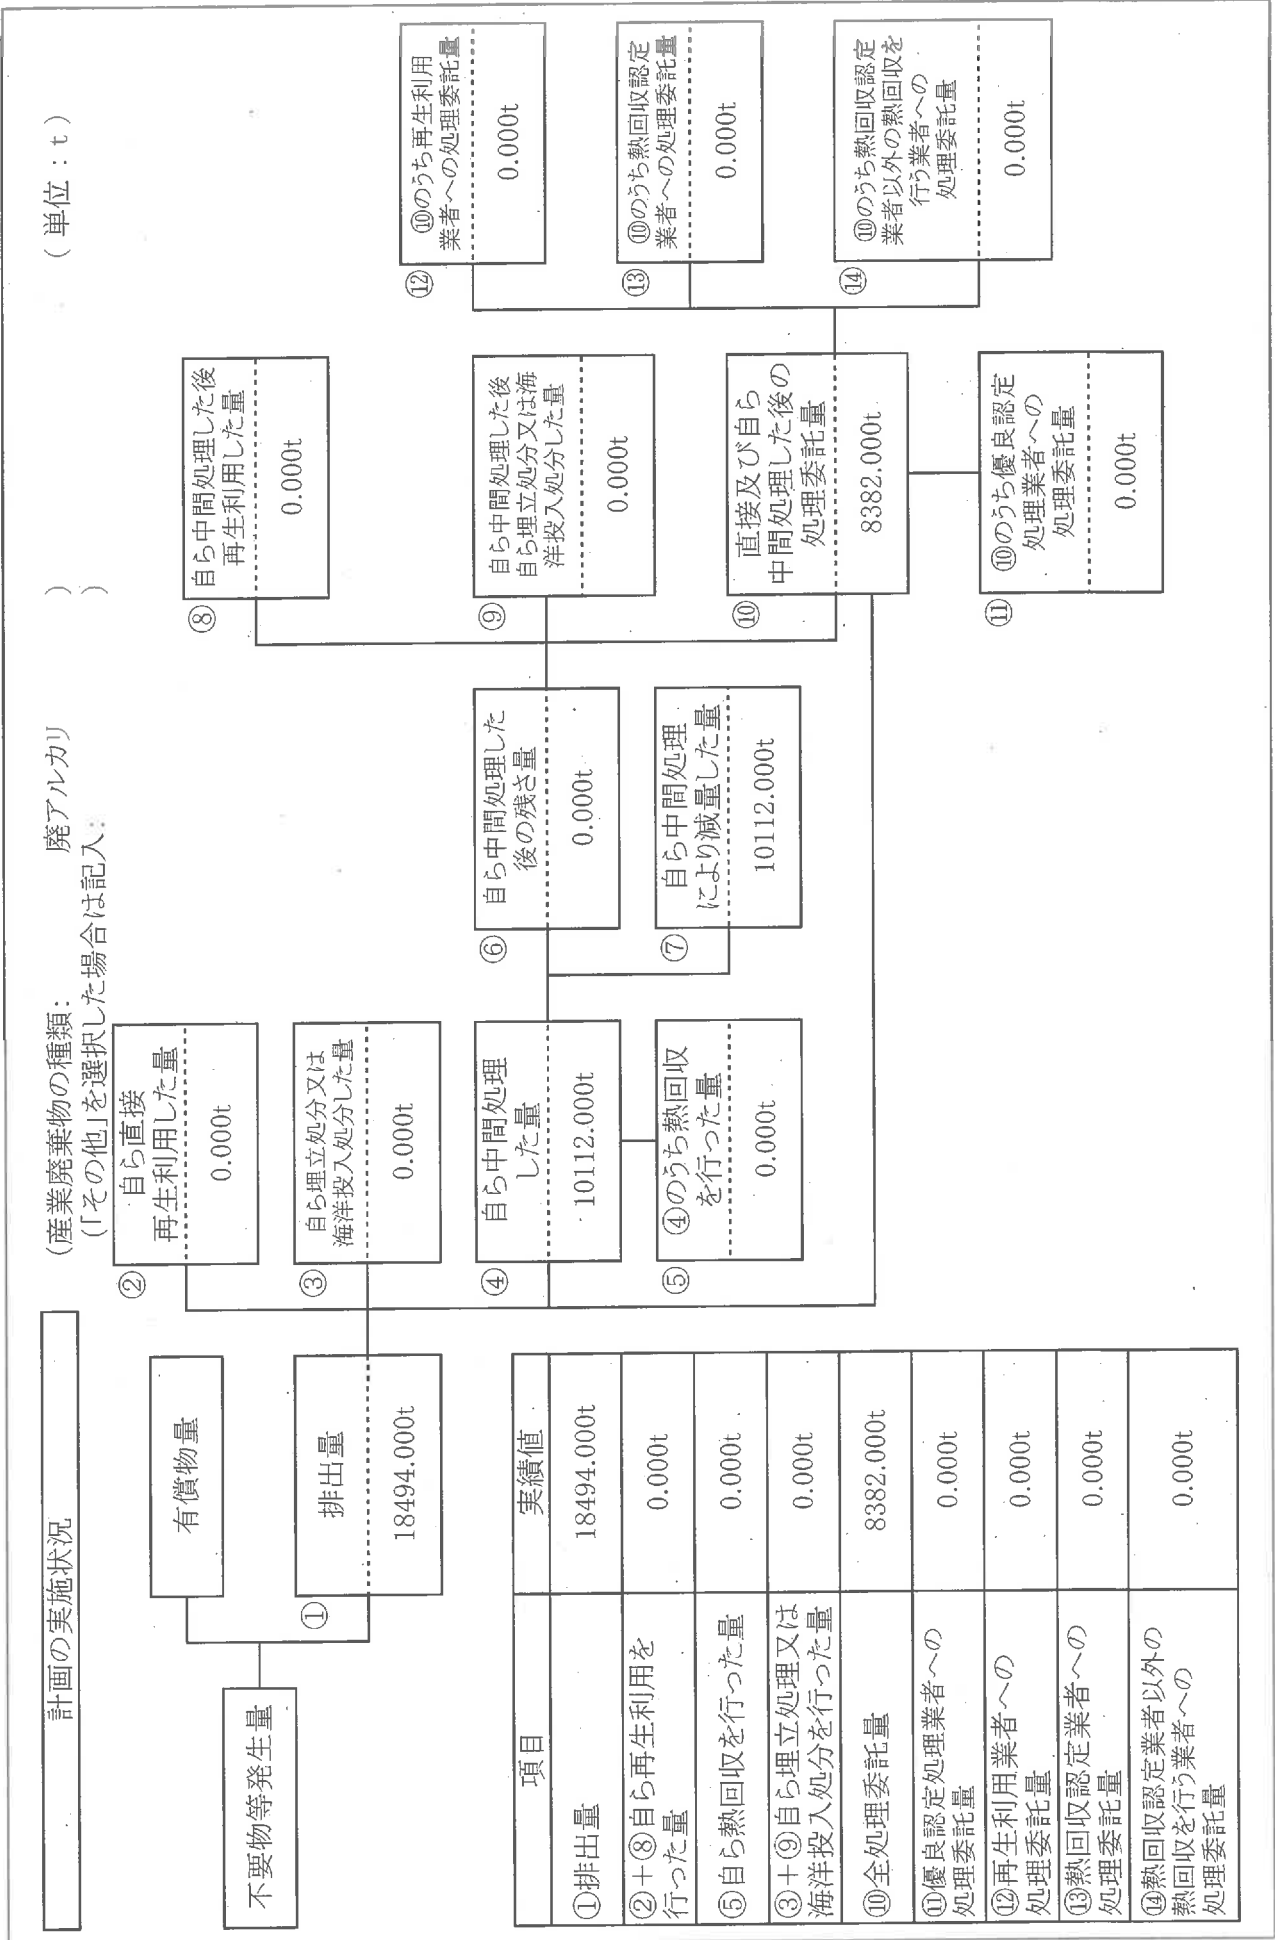 計画の実施状況
(産業廃棄物の種類: 廃アルカリ )
(「その他」を選択した場合は記入: )
(単位:t)
不要物等発生量
有償物量
①
排出量
18494.000t
②
自ら直接
再生利用した量
0.000t
③
自ら埋立処分又は
海洋投入処分した量
0.000t
④
自ら中間処理
した量
10112.000t
⑤
④のうち熱回収
を行った量
0.000t
⑥
自ら中間処理した
後の残さ量
0.000t
⑦
自ら中間処理
により減量した量
10112.000t
⑧
自ら中間処理した後
再生利用した量
0.000t
⑨
自ら中間処理した後
自ら埋立処分又は海
洋投入処分した量
0.000t
⑩
直接及び自ら
中間処理した後の
処理委託量
8382.000t
⑪
⑩のうち優良認定
処理業者への
処理委託量
0.000t
⑫
⑩のうち再生利用
業者への処理委託量
0.000t
⑬
⑩のうち熱回収認定
業者への処理委託量
0.000t
⑭
⑩のうち熱回収認定
業者以外の熱回収を
行う業者への
処理委託量
0.000t
項目 実績値
①排出量 18494.000t
②+⑧自ら再生利用を
行った量 0.000t
⑤自ら熱回収を行った量 0.000t
③+⑨自ら埋立処理又は
海洋投入処分を行った量 0.000t
⑩全処理委託量 8382.000t
⑪優良認定処理業者への
処理委託量 0.000t
⑫再生利用業者への
処理委託量 0.000t
⑬熱回収認定業者への
処理委託量 0.000t
⑭熱回収認定業者以外の
熱回収を行う業者への
処理委託量 0.000t